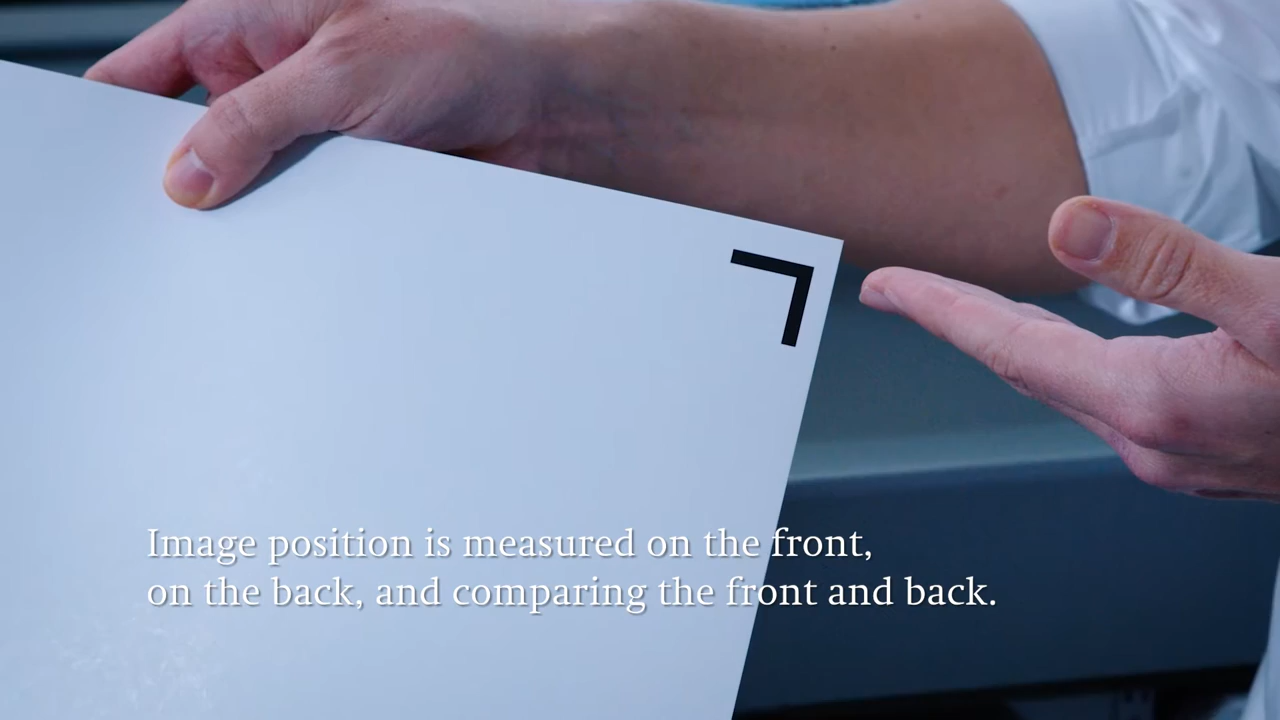 Image position is measured on the front,
on the back, and comparing the front and back.